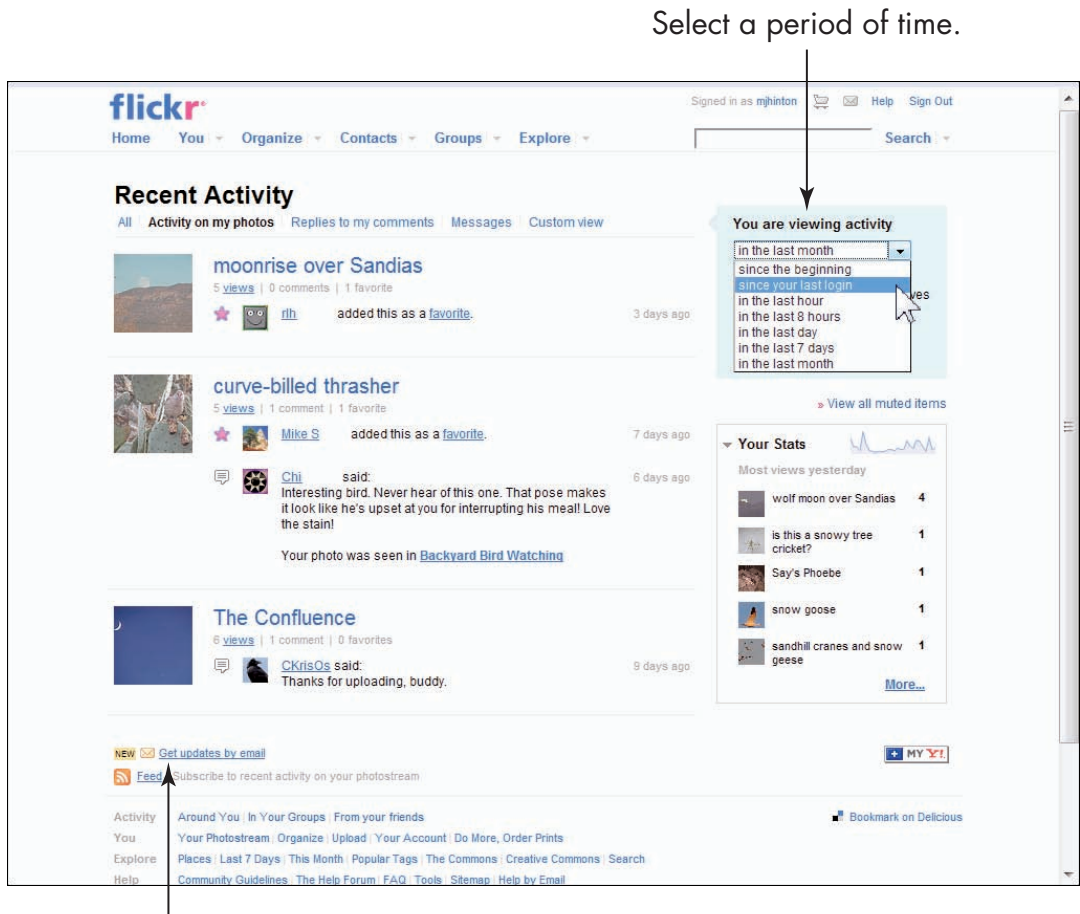 Select a period of time.
flickr
Signed in as mjhinton Help Sign Out
Home You Organize Contacts Groups Explore
Search
Recent Activity
All Activity on my photos Replies to my comments Messages Custom view
You are viewing activity
in the last month
since the beginning
since your last login
in the last hour
in the last 8 hours
in the last day
in the last 7 days
in the last month
moonrise over Sandias
5 views | 0 comments | 1 favorite
rlh added this as a favorite.
3 days ago
curve-billed thrasher
5 views | 1 comment | 1 favorite
Mike S added this as a favorite.
7 days ago
Chi said:
6 days ago
Interesting bird. Never hear of this one. That pose makes
it look like he's upset at you for interrupting his meal! Love
the stain!
Your photo was seen in Backyard Bird Watching
The Confluence
6 views | 1 comment | 0 favorites
CKrisOs said:
9 days ago
Thanks for uploading, buddy.
» View all muted items
Your Stats
Most views yesterday
wolf moon over Sandias 4
is this a snowy tree 1
cricket?
Say's Phoebe 1
snow goose 1
sandhill cranes and snow 1
geese
More...
NEW Get updates by email
MY Y!
Feed Subscribe to recent activity on your photostream
Activity Around You | In Your Groups | From your friends
Bookmark on Delicious
You Your Photostream | Organize | Upload | Your Account | Do More, Order Prints
Explore Places | Last 7 Days | This Month | Popular Tags | The Commons | Creative Commons | Search
Help Community Guidelines | The Help Forum | FAQ | Tools | Sitemap | Help by Email